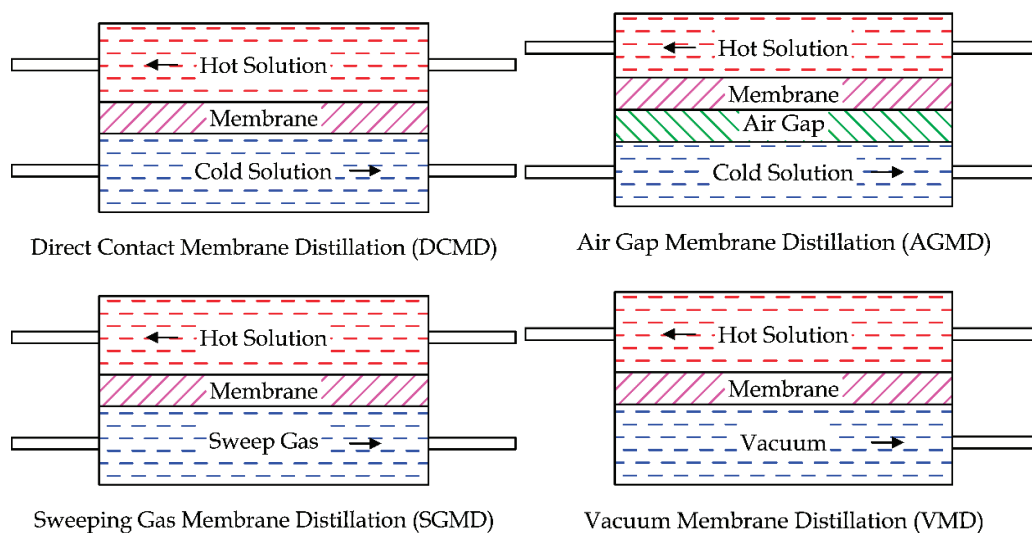 Hot Solution
Membrane
Cold Solution
Direct Contact Membrane Distillation (DCMD)
Hot Solution
Membrane
Air Gap
Cold Solution
Air Gap Membrane Distillation (AGMD)
Hot Solution
Membrane
Sweep Gas
Sweeping Gas Membrane Distillation (SGMD)
Hot Solution
Membrane
Vacuum
Vacuum Membrane Distillation (VMD)